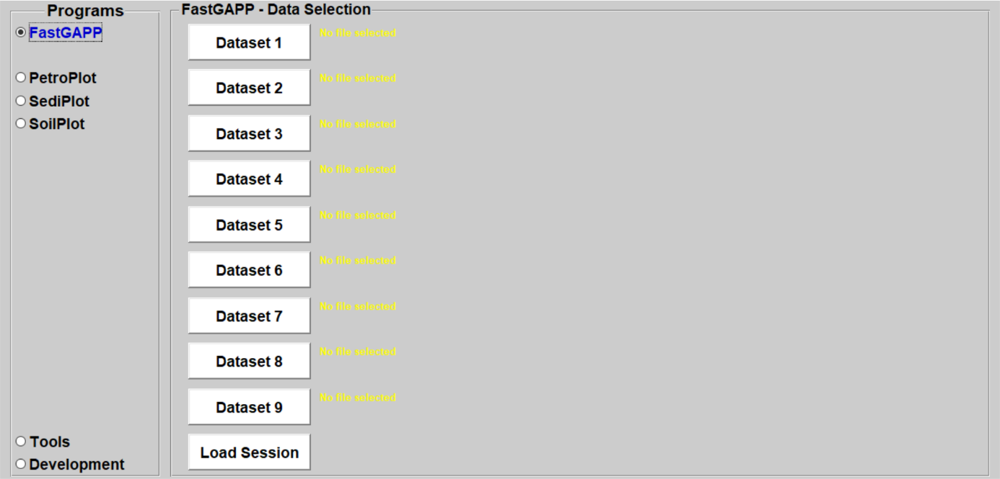 Programs
FastGAPP
PetroPlot
SediPlot
SoilPlot
Tools
Development
FastGAPP - Data Selection
Dataset 1 No file selected
Dataset 2 No file selected
Dataset 3 No file selected
Dataset 4 No file selected
Dataset 5 No file selected
Dataset 6 No file selected
Dataset 7 No file selected
Dataset 8 No file selected
Dataset 9 No file selected
Load Session